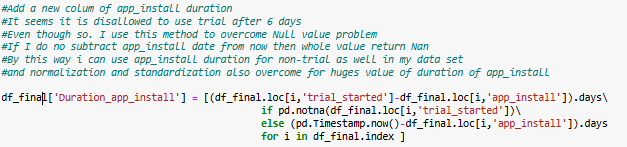 #Add a new colum of app_install duration
#It seems it is disallowed to use trial after 6 days
#Even though so. I use this method to overcome Null value problem
#If I do no subtract app_install date from now then whole value return Nan
#By this way i can use app_install duration for non-trial as well in my data set
#and normalization and standardization also overcome for huges value of duration of app_install

df_final['Duration_app_install'] = [(df_final.loc[i,'trial_started']-df_final.loc[i,'app_install']).days\
                                    if pd.notna(df_final.loc[i,'trial_started'])\
                                    else (pd.Timestamp.now()-df_final.loc[i,'app_install']).days
                                    for i in df_final.index ]